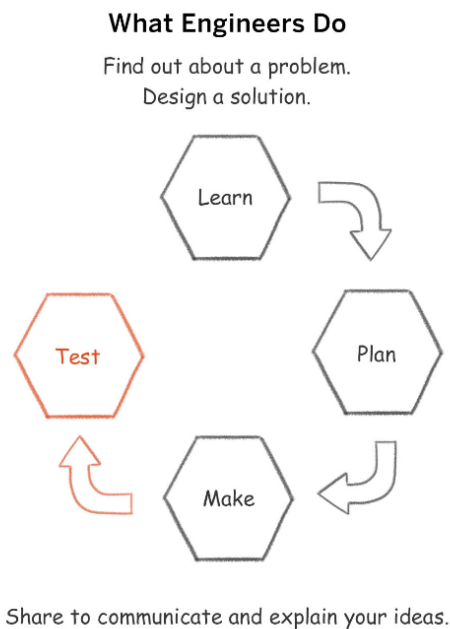 What Engineers Do
Find out about a problem.
Design a solution.
Learn
Plan
Make
Test
Share to communicate and explain your ideas.